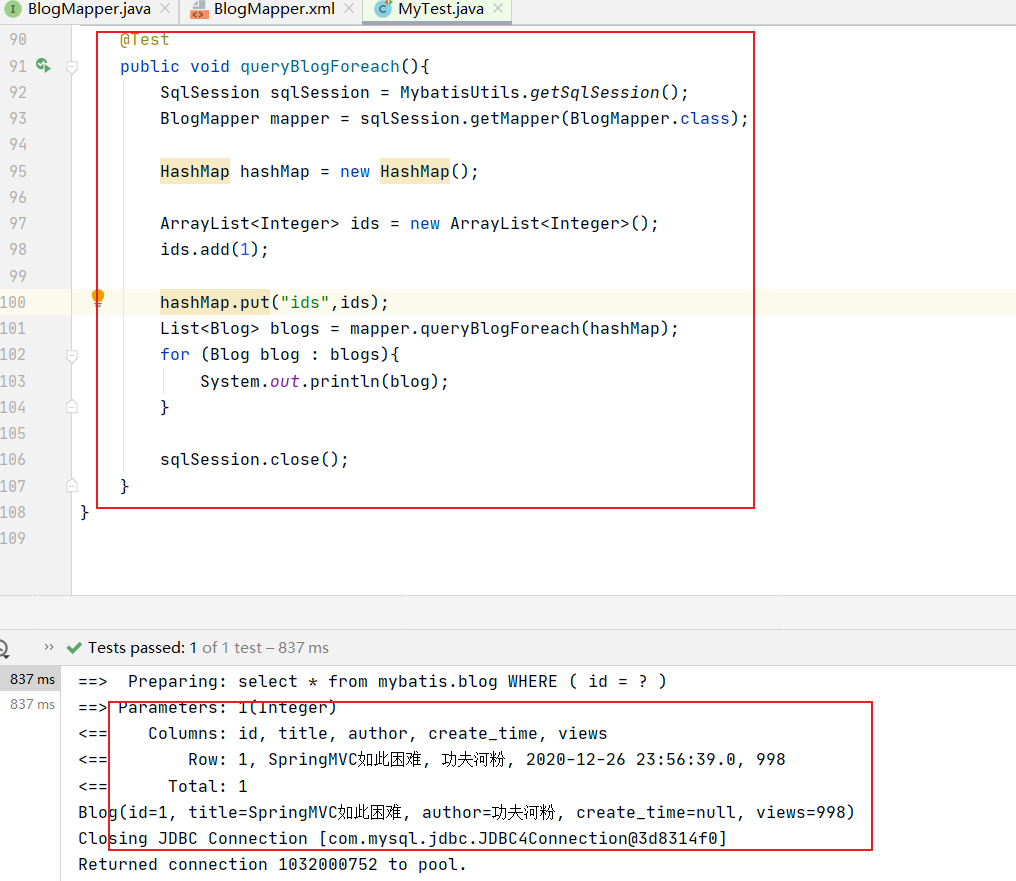 BlogMapper.java BlogMapper.xml MyTest.java
90 @Test
91 public void queryBlogForeach(){
92 SqlSession sqlSession = MybatisUtils.getSqlSession();
93 BlogMapper mapper = sqlSession.getMapper(BlogMapper.class);
94
95 HashMap hashMap = new HashMap();
96
97 ArrayList<Integer> ids = new ArrayList<Integer>();
98 ids.add(1);
99
100 hashMap.put("ids",ids);
101 List<Blog> blogs = mapper.queryBlogForeach(hashMap);
102 for (Blog blog : blogs){
103 System.out.println(blog);
104 }
105
106 sqlSession.close();
107 }
108 }
109
Tests passed: 1 of 1 test – 837 ms
837 ms ==> Preparing: select * from mybatis.blog WHERE ( id = ? )
837 ms ==> Parameters: 1(Integer)
<== Columns: id, title, author, create_time, views
<== Row: 1, SpringMVC如此困难, 功夫河粉, 2020-12-26 23:56:39.0, 998
<== Total: 1
Blog(id=1, title=SpringMVC如此困难, author=功夫河粉, create_time=null, views=998)
Closing JDBC Connection [com.mysql.jdbc.JDBC4Connection@3d8314f0]
Returned connection 1032000752 to pool.